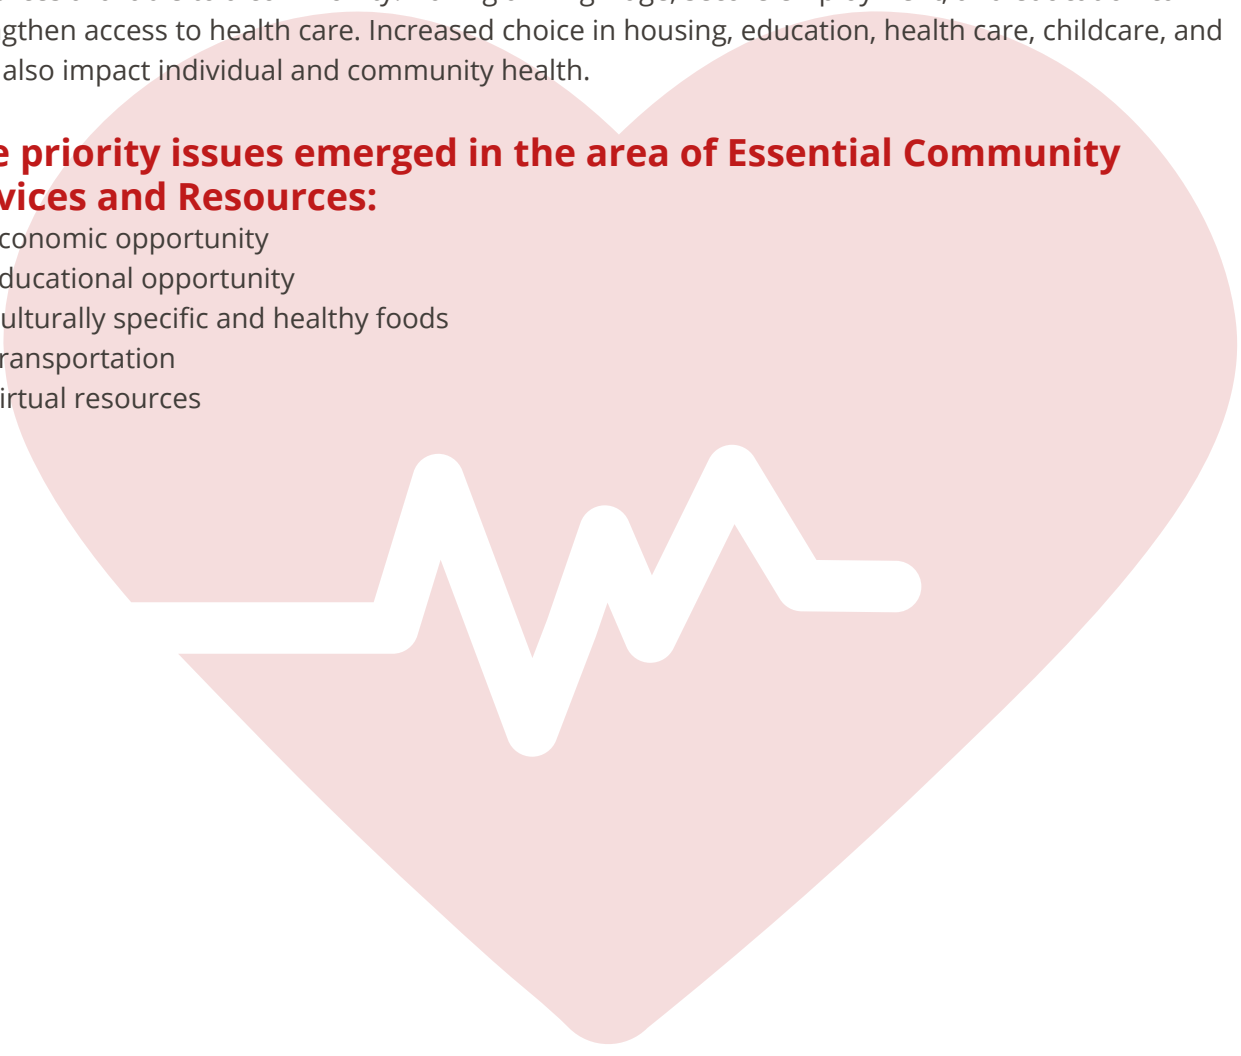 gthen access to health care. Increased choice in housing, education, health care, childcare, and
also impact individual and community health.
e priority issues emerged in the area of Essential Community
vices and Resources:
conomic opportunity
ducational opportunity
ulturally specific and healthy foods
ransportation
irtual resources